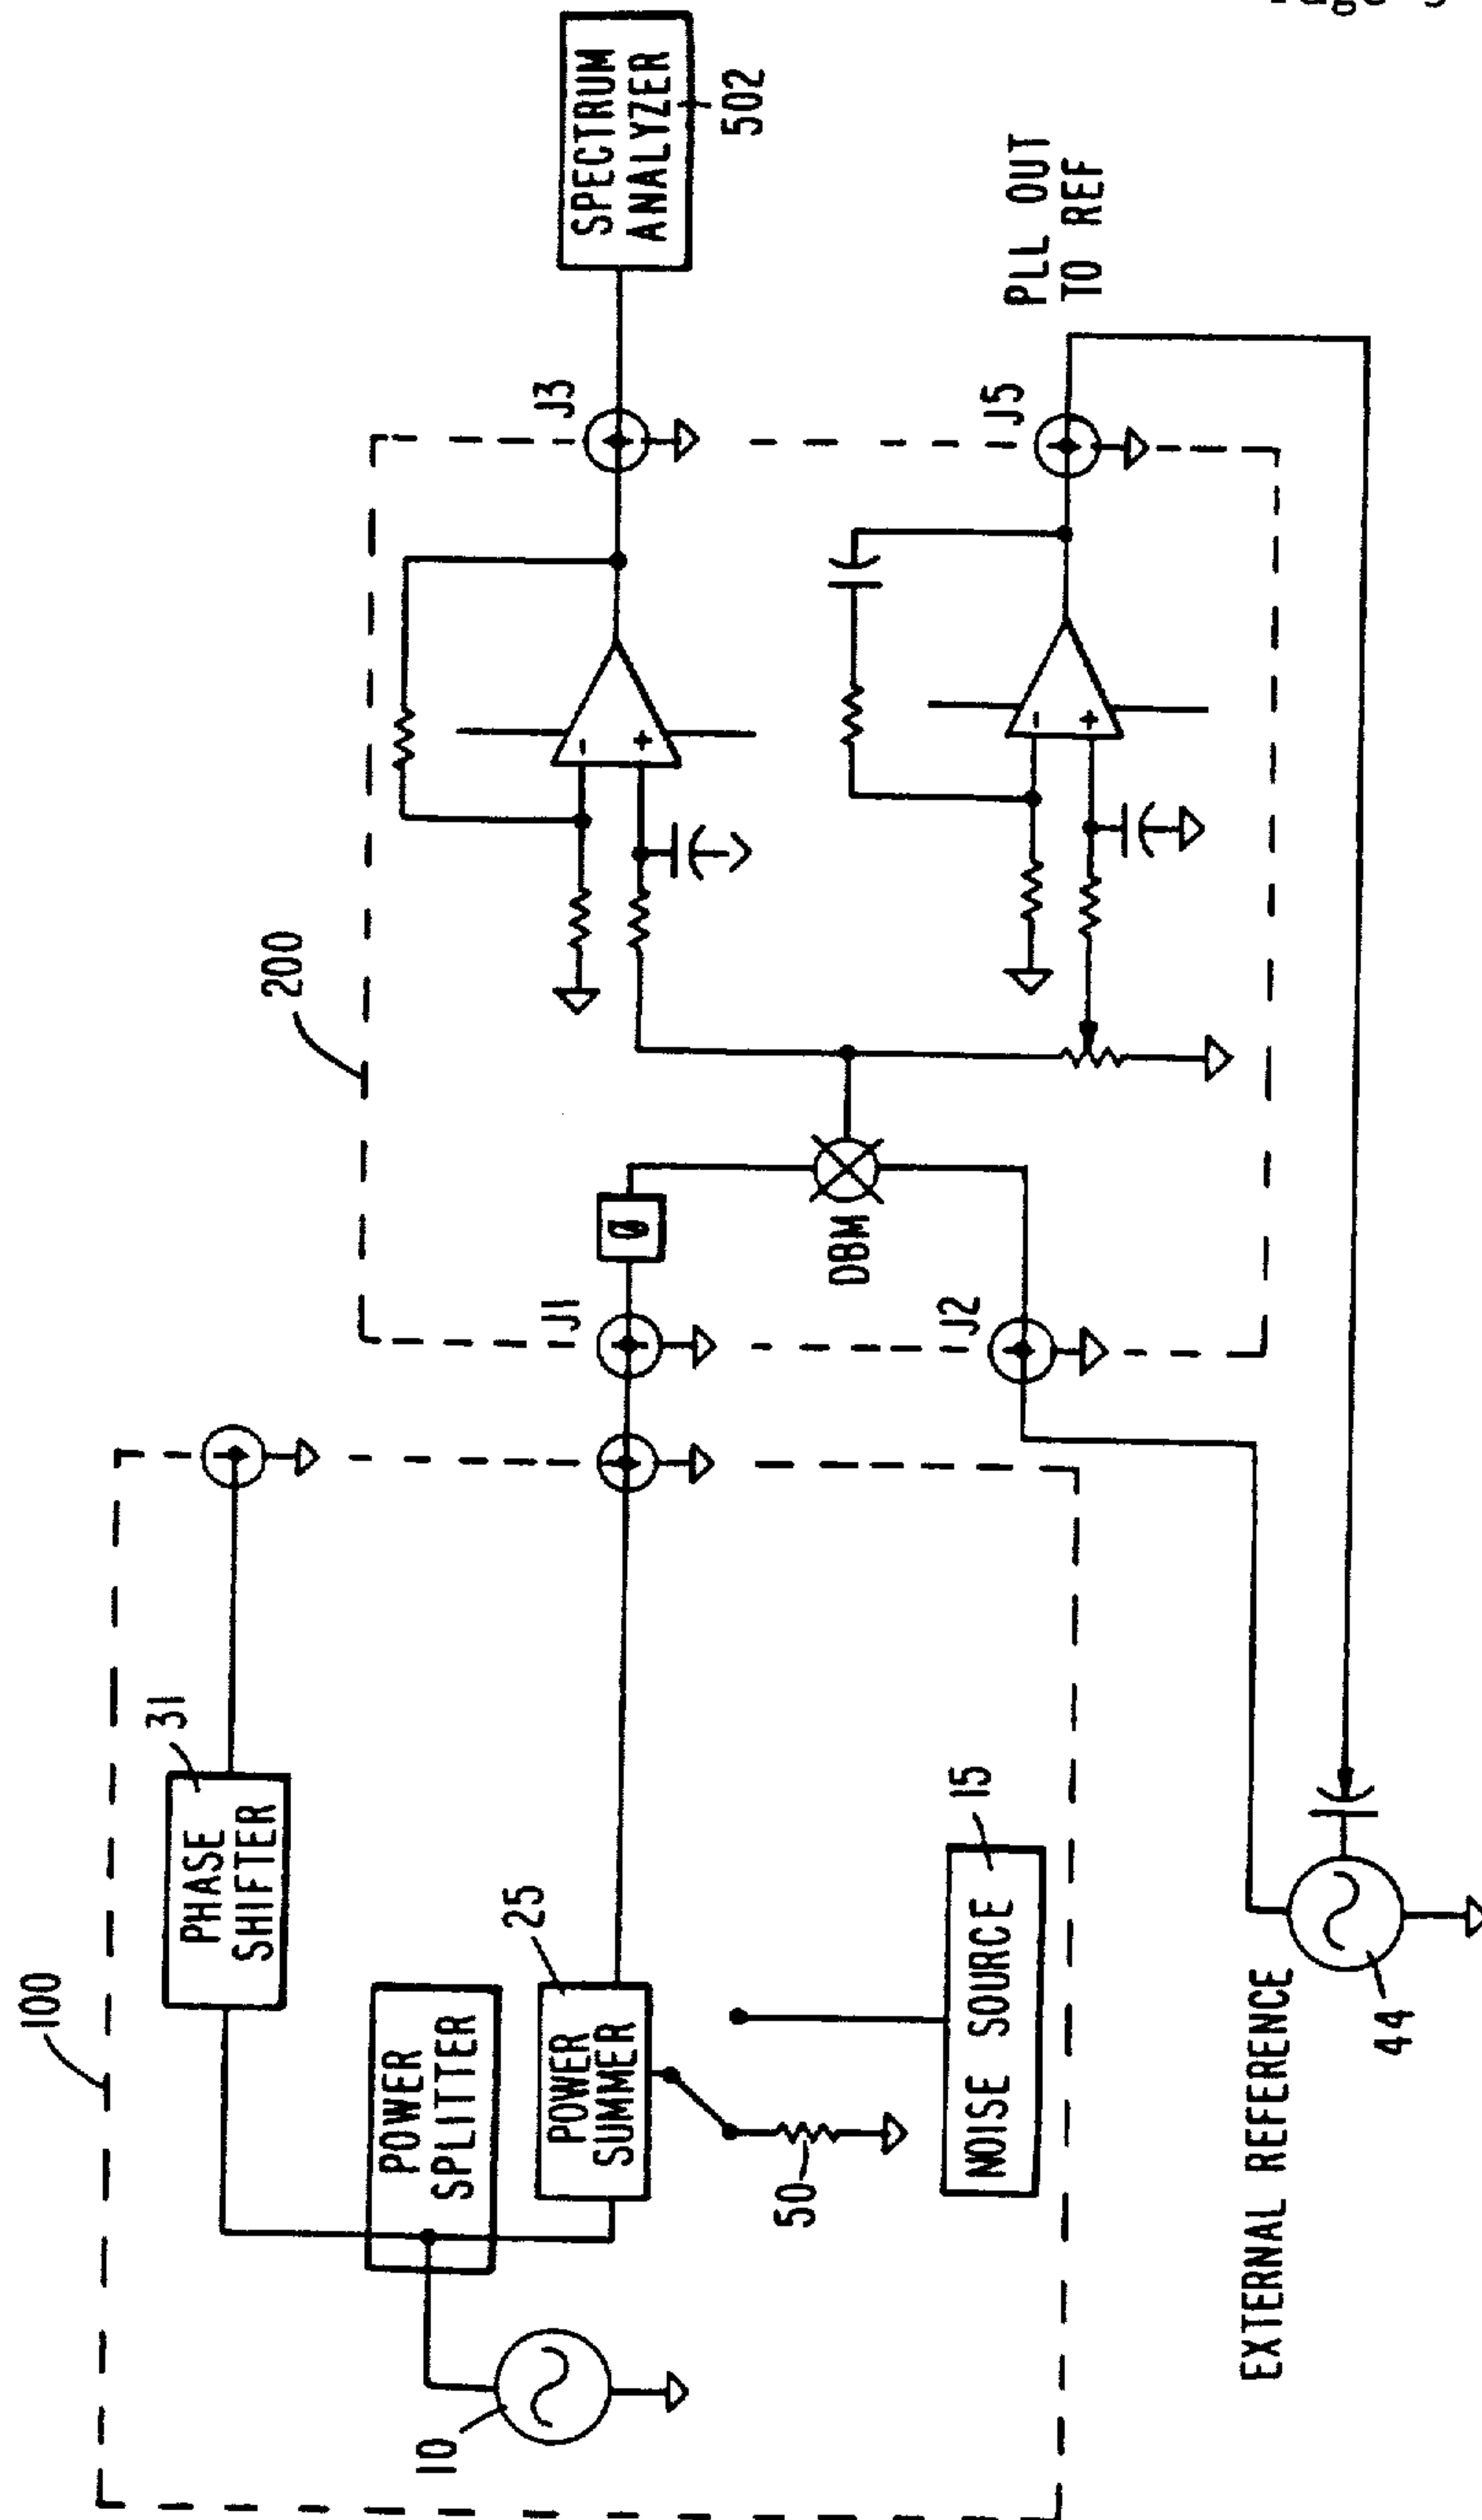 100
31
PHASE
SHIFTER
POWER
SPLITTER
25
POWER
SUMMER
10
50
15
NOISE SOURCE
EXTERNAL REFERENCE
44
200
J1
J2
Ø
DBM
-
+
-
+
J3
J5
SPECTRUM
ANALYZER
502
PLL OUT
TO REF